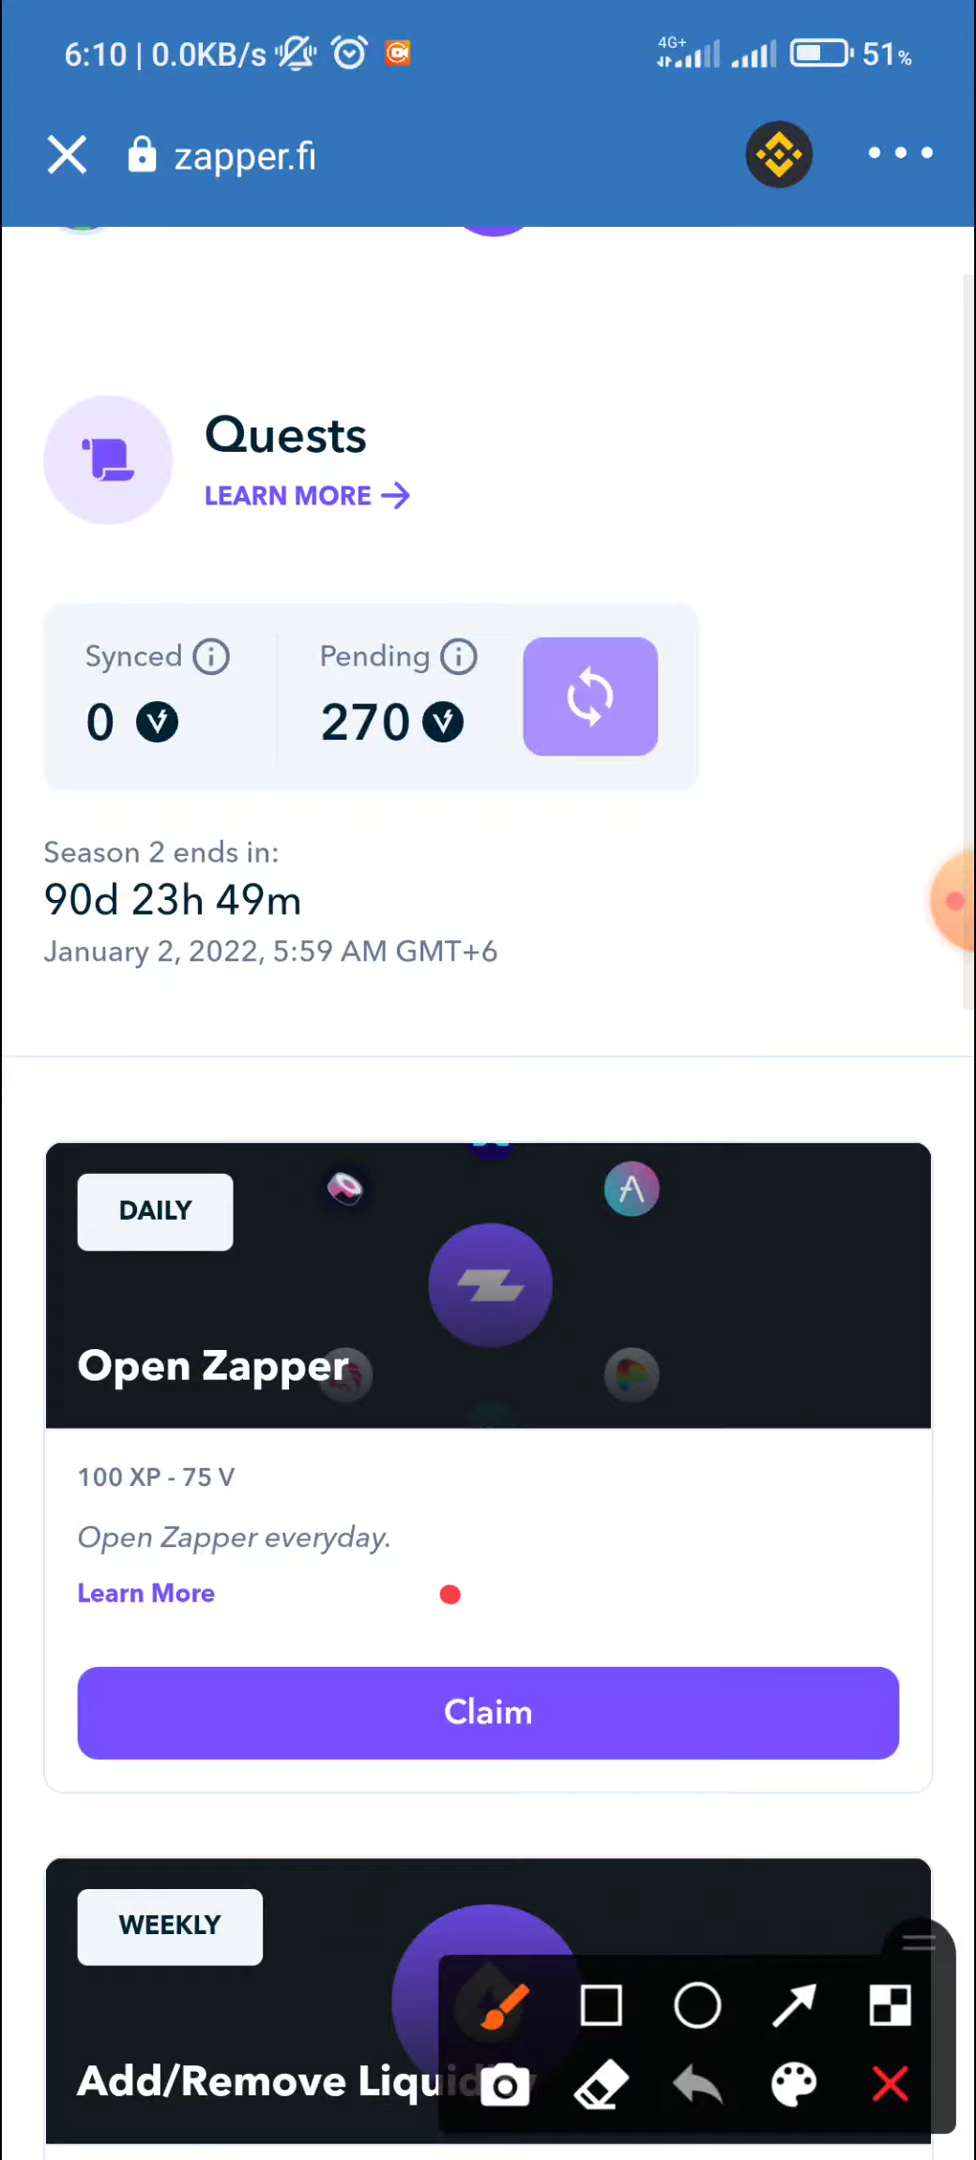 6:10 | 0.0KB/s 4G+ 51%
zapper.fi
Quests
LEARN MORE
Synced
Pending
0
270
Season 2 ends in:
90d 23h 49m
January 2, 2022, 5:59 AM GMT+6
DAILY
Open Zapper
100 XP - 75 V
Open Zapper everyday.
Learn More
Claim
WEEKLY
Add/Remove Liquidity